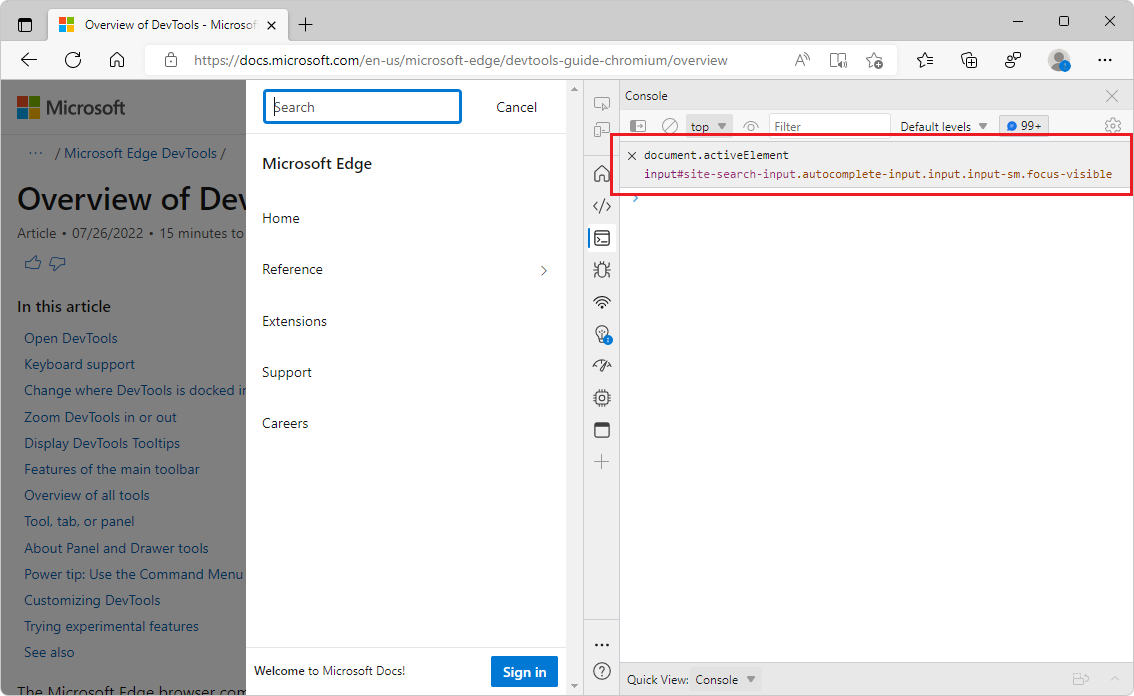 Overview of DevTools - Microsof
https://docs.microsoft.com/en-us/microsoft-edge/devtools-guide-chromium/overview
Microsoft
··· / Microsoft Edge DevTools /
Overview of Dev
Article • 07/26/2022 • 15 minutes to
In this article
Open DevTools
Keyboard support
Change where DevTools is docked in
Zoom DevTools in or out
Display DevTools Tooltips
Features of the main toolbar
Overview of all tools
Tool, tab, or panel
About Panel and Drawer tools
Power tip: Use the Command Menu
Customizing DevTools
Trying experimental features
See also
The Microsoft Edge browser com
Search Cancel
Microsoft Edge
Home
Reference
Extensions
Support
Careers
Welcome to Microsoft Docs! Sign in
Console
top Filter Default levels 99+
document.activeElement
input#site-search-input.autocomplete-input.input.input-sm.focus-visible
Quick View: Console